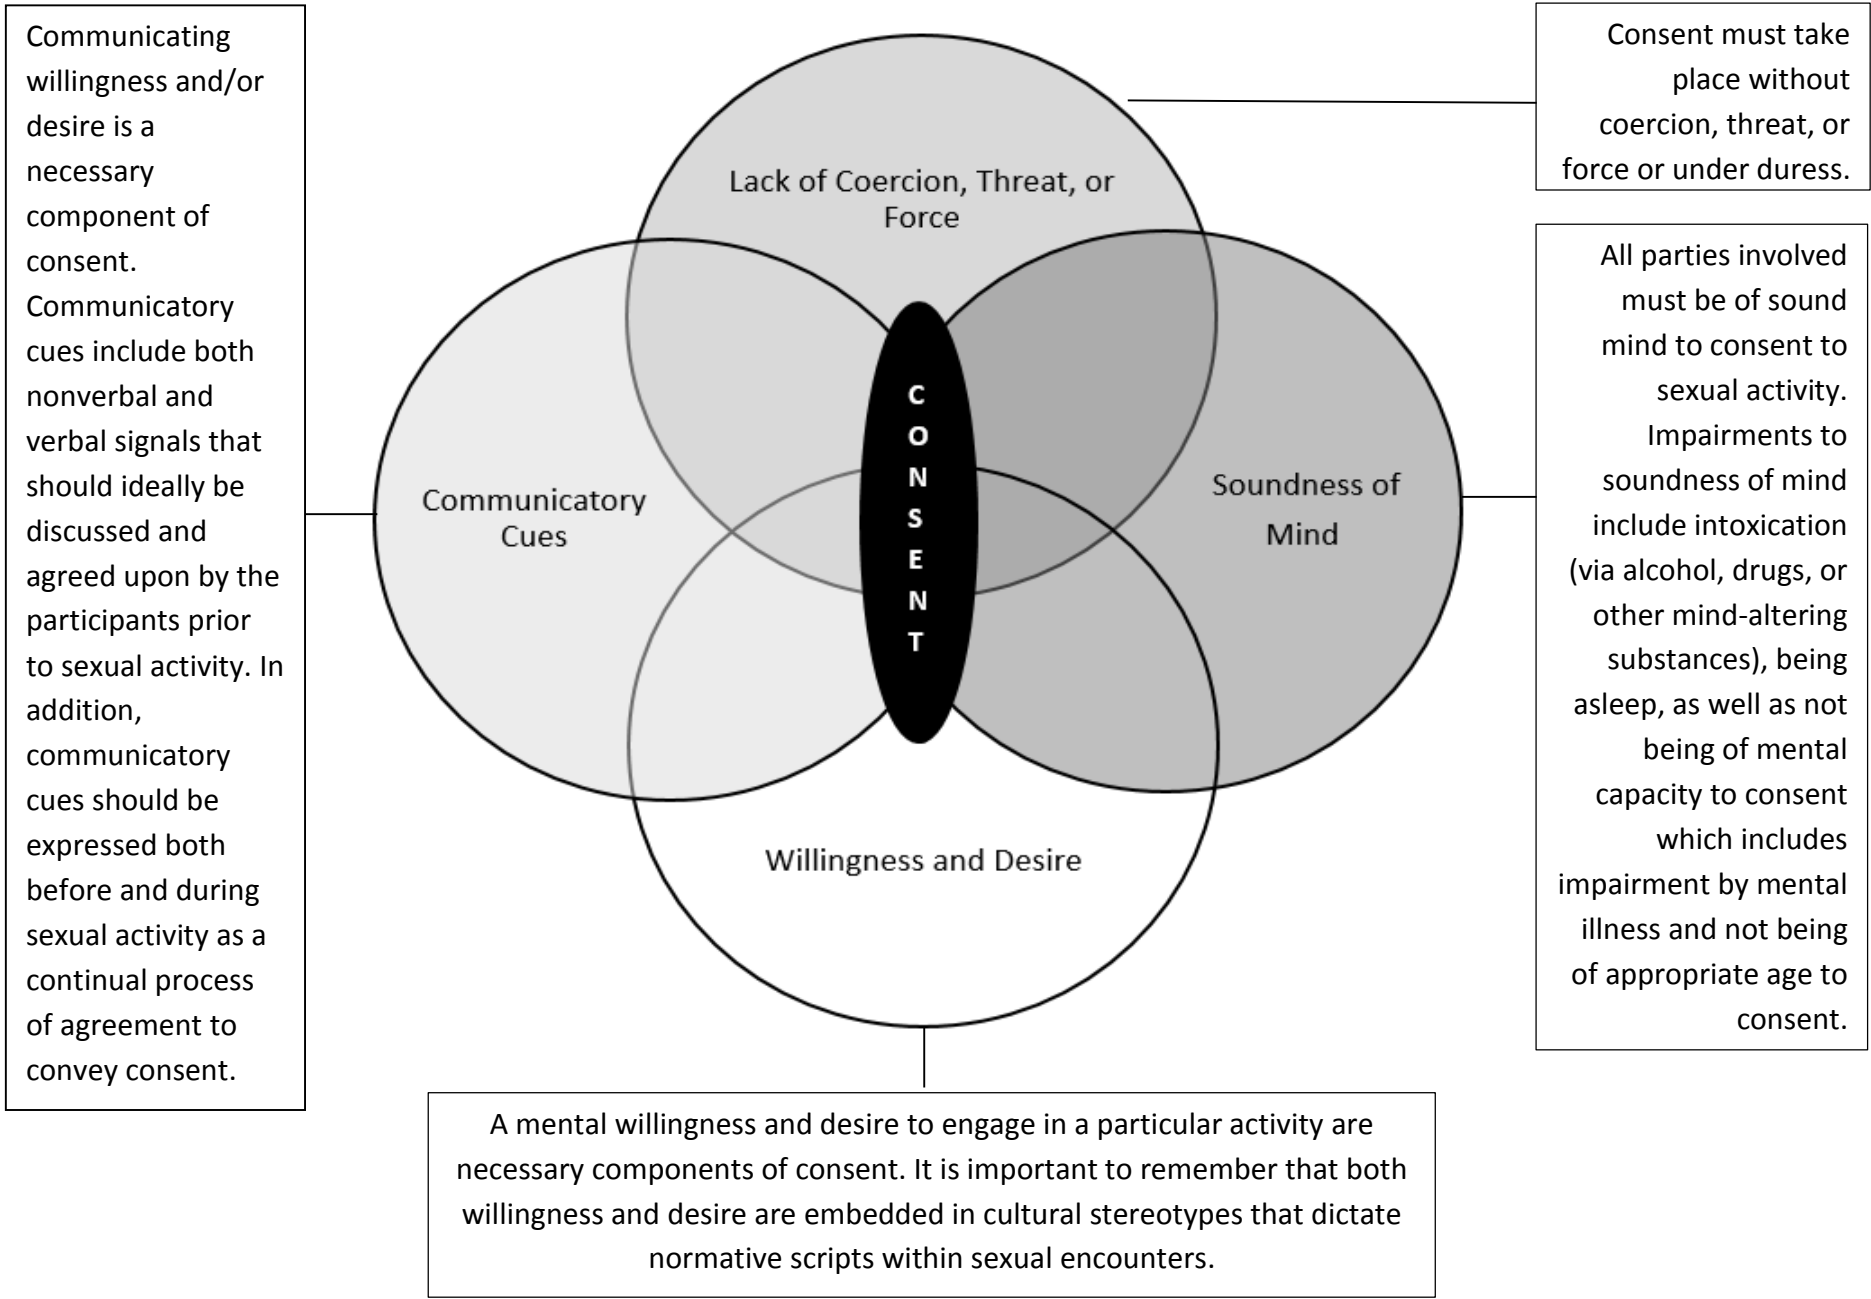 Communicating
willingness and/or
desire is a
necessary
component of
consent.
Communicatory
cues include both
nonverbal and
verbal signals that
should ideally be
discussed and
agreed upon by the
participants prior
to sexual activity. In
addition,
communicatory
cues should be
expressed both
before and during
sexual activity as a
continual process
of agreement to
convey consent.
Lack of Coercion, Threat, or
Force
Communicatory
Cues
C
O
N
S
E
N
T
Soundness of
Mind
Willingness and Desire
Consent must take
place without
coercion, threat, or
force or under duress.
All parties involved
must be of sound
mind to consent to
sexual activity.
Impairments to
soundness of mind
include intoxication
(via alcohol, drugs, or
other mind-altering
substances), being
asleep, as well as not
being of mental
capacity to consent
which includes
impairment by mental
illness and not being
of appropriate age to
consent.
A mental willingness and desire to engage in a particular activity are
necessary components of consent. It is important to remember that both
willingness and desire are embedded in cultural stereotypes that dictate
normative scripts within sexual encounters.